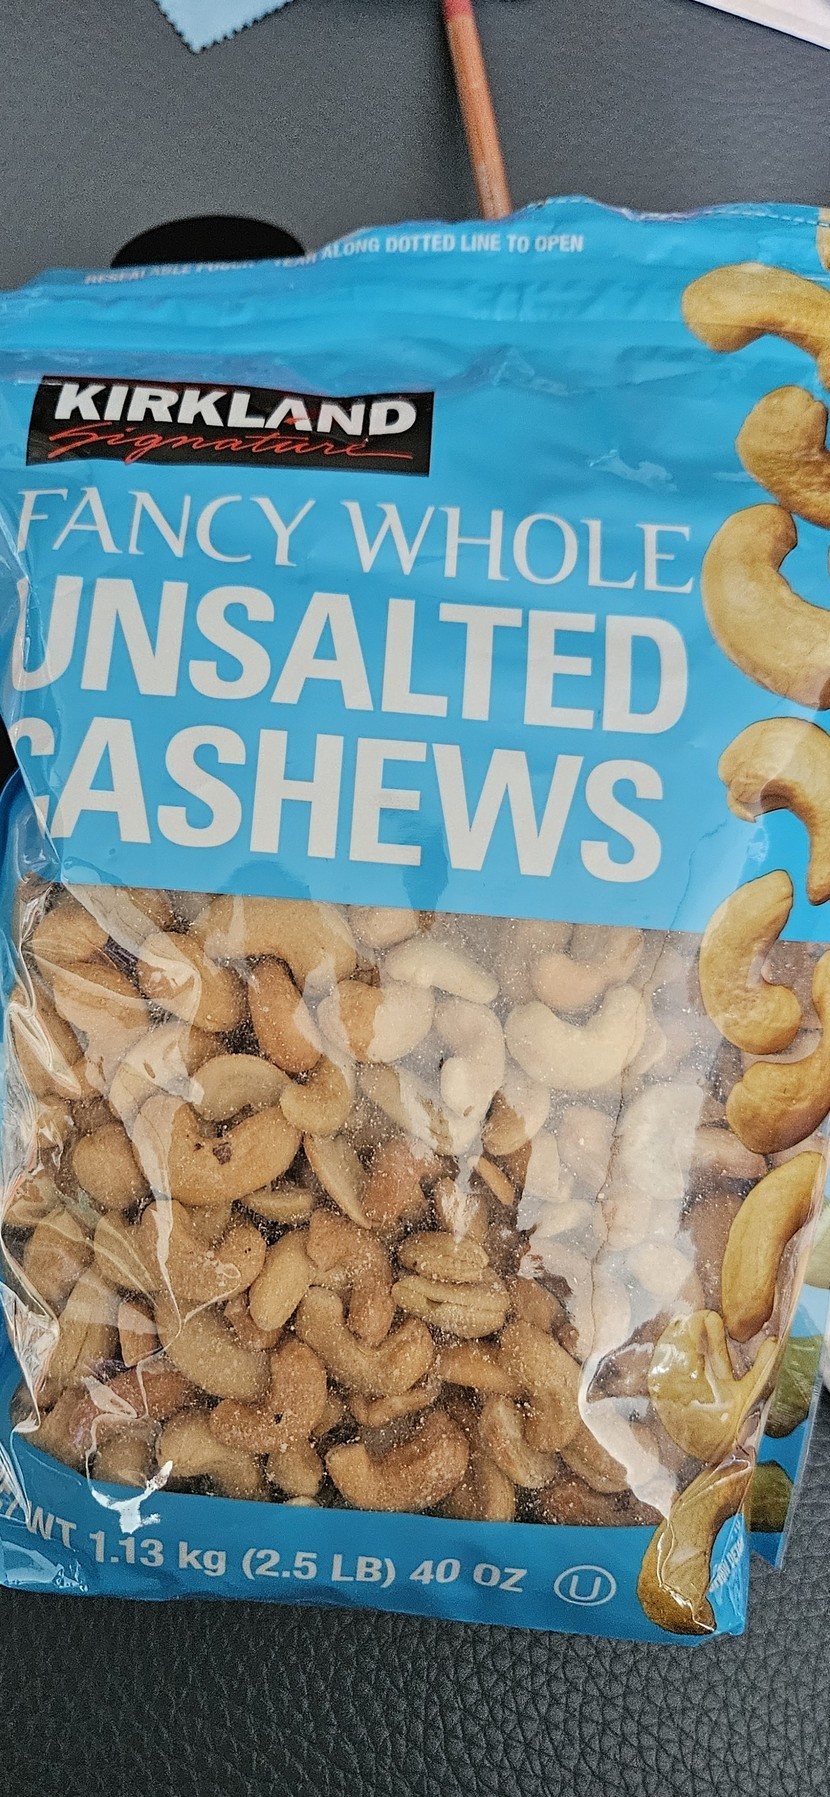 RESEALABLE POUCH TEAR ALONG DOTTED LINE TO OPEN
KIRKLAND
Signature
FANCY WHOLE
UNSALTED
CASHEWS
WT 1.13 kg (2.5 LB) 40 OZ U